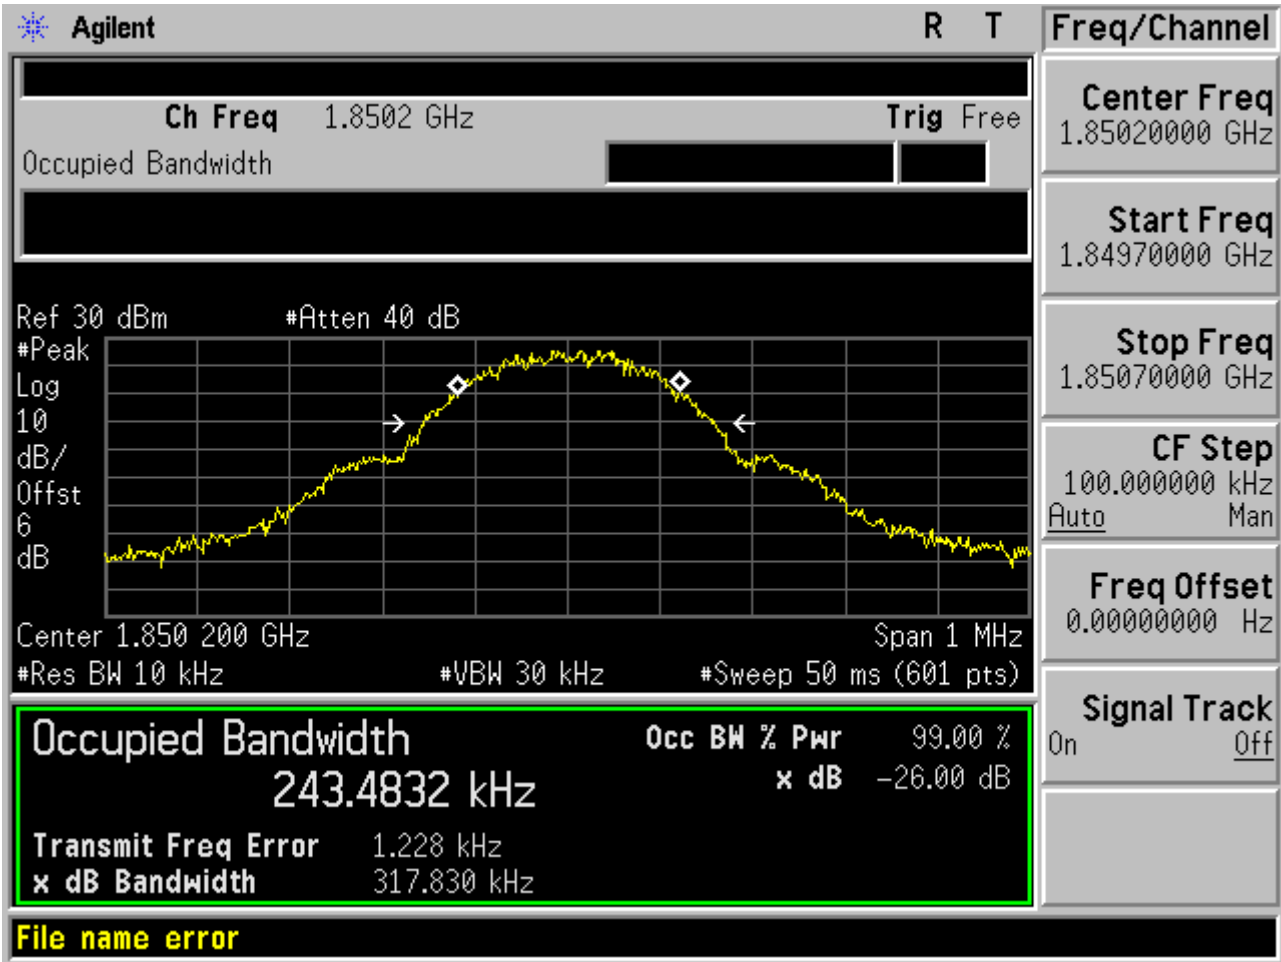 Agilent R T Freq/Channel
Ch Freq 1.8502 GHz Trig Free
Occupied Bandwidth
Center Freq
1.85020000 GHz
Start Freq
1.84970000 GHz
Stop Freq
1.85070000 GHz
CF Step
100.000000 kHz
Auto Man
Freq Offset
0.00000000 Hz
Signal Track
On Off
Ref 30 dBm #Atten 40 dB
#Peak
Log
10
dB/
Offst
6
dB
Center 1.850 200 GHz Span 1 MHz
#Res BW 10 kHz #VBW 30 kHz #Sweep 50 ms (601 pts)
Occupied Bandwidth Occ BW % Pwr 99.00 %
243.4832 kHz x dB -26.00 dB
Transmit Freq Error 1.228 kHz
x dB Bandwidth 317.830 kHz
File name error